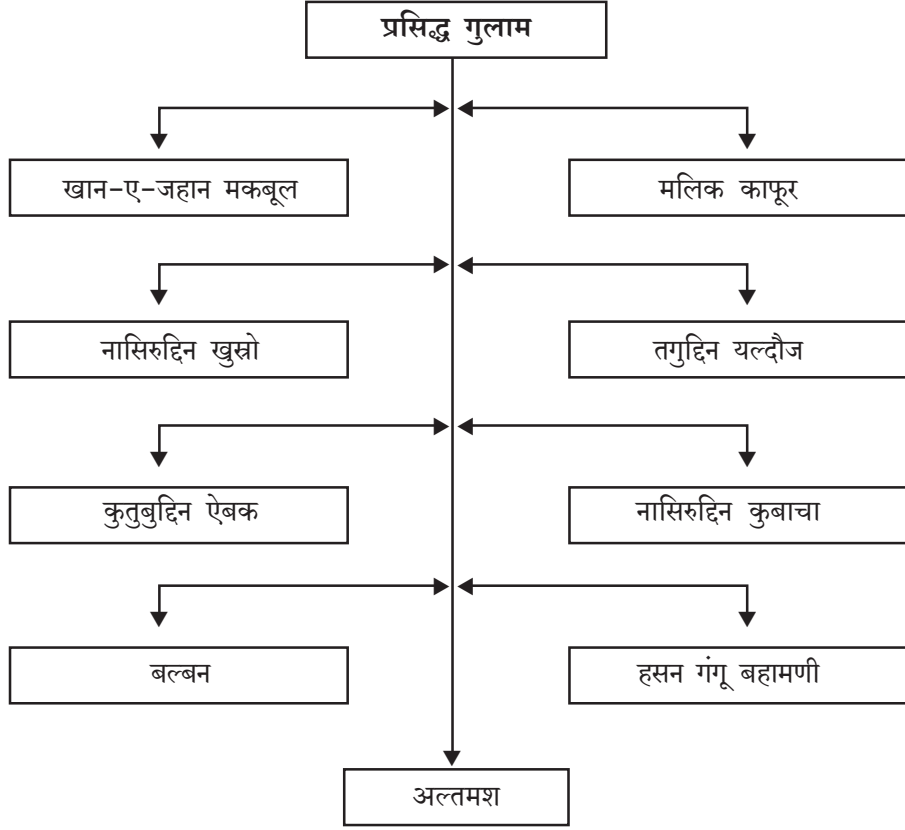 प्रसिद्ध गुलाम
खान-ए-जहान मकबूल
मलिक काफूर
नासिरुद्दिन खुस्रो
तगुद्दिन यल्दौज
कुतुबुद्दिन ऐबक
नासिरुद्दिन कुबाचा
बल्बन
हसन गंगू बहामणी
अल्तमश